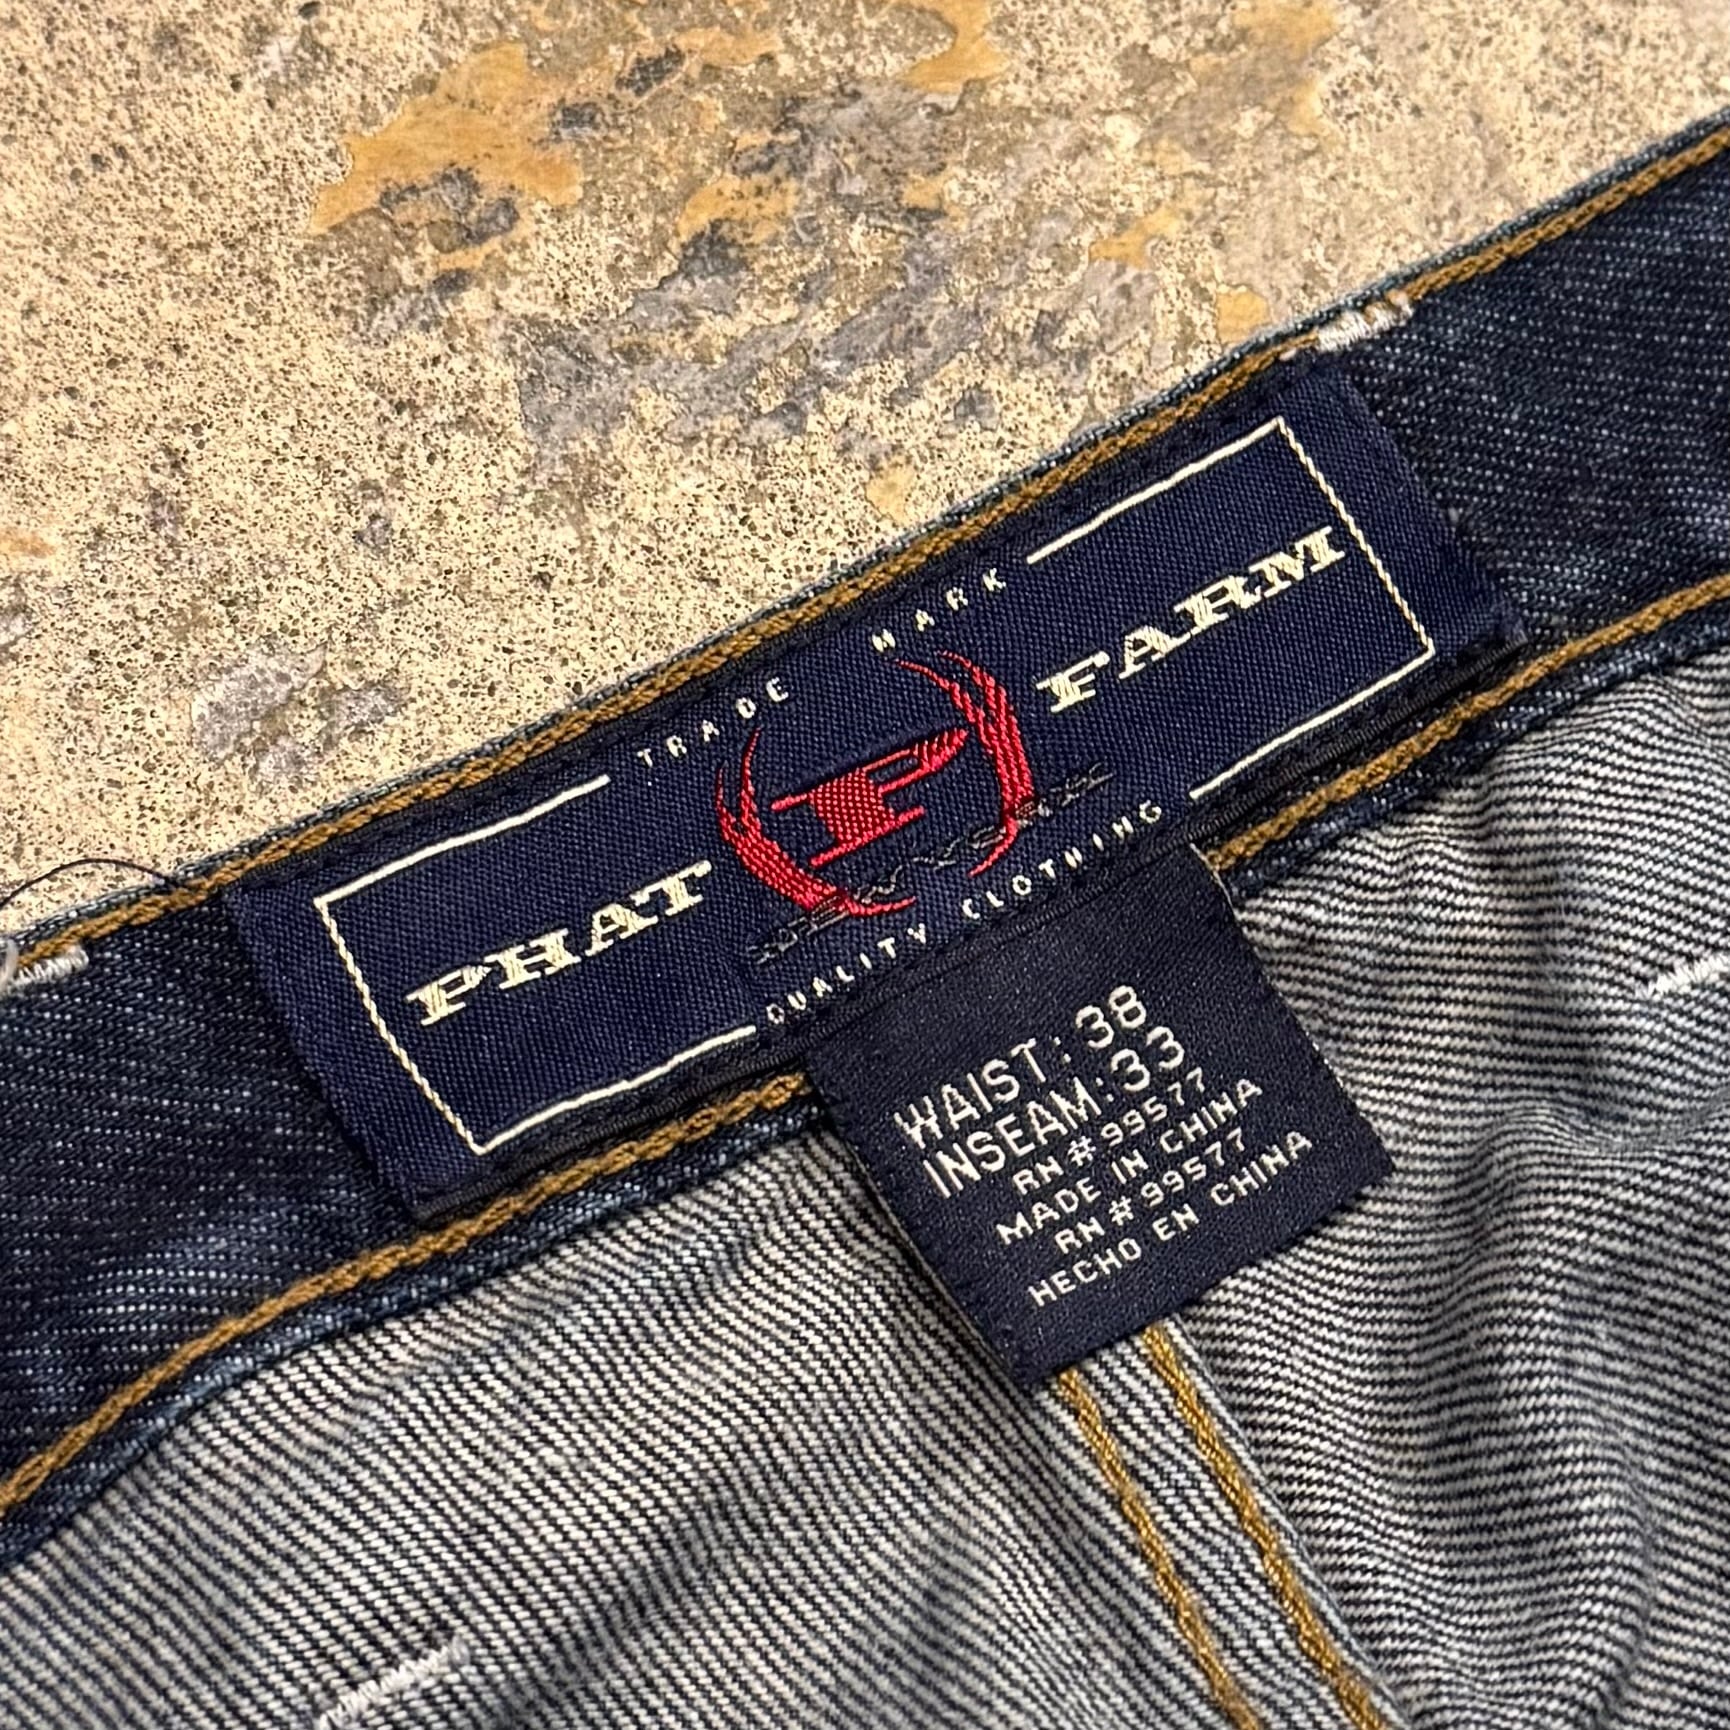 TRADE MARK
PHAT P FARM
QUALITY CLOTHING
WAIST: 38
INSEAM: 33
RN # 99577
MADE IN CHINA
RN # 99577
HECHO EN CHINA